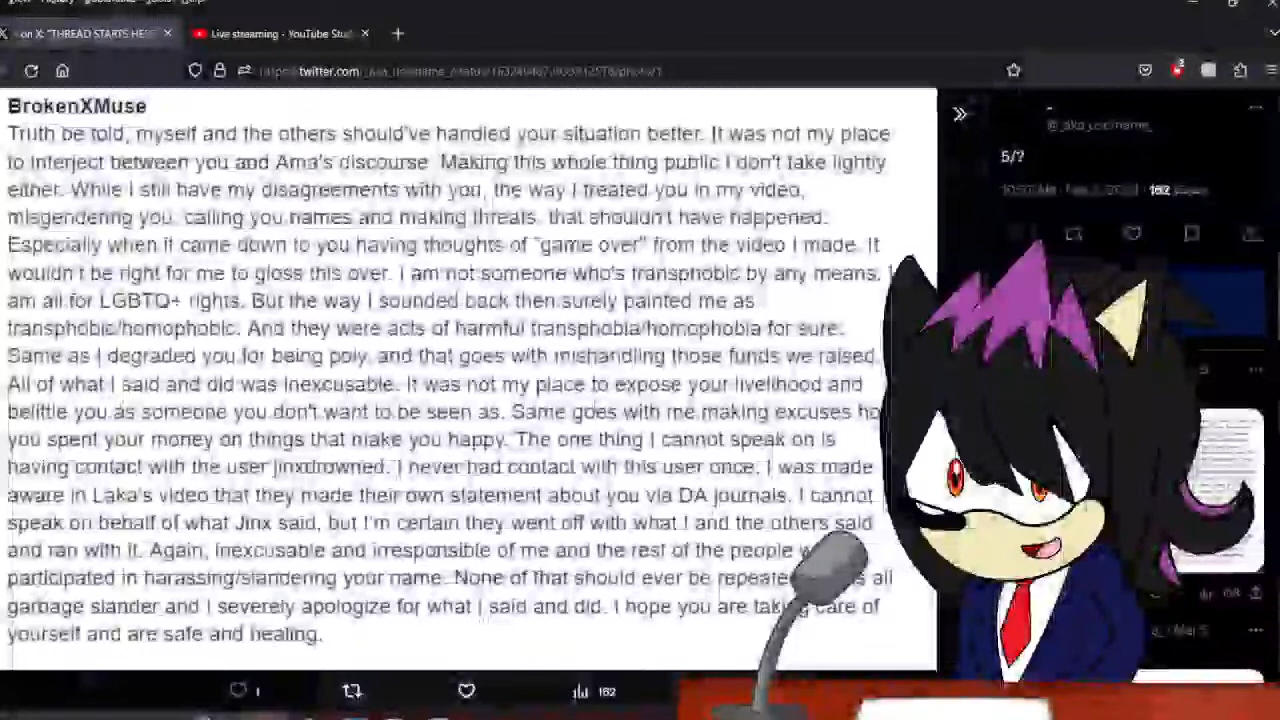 on X: "THREAD STARTS HE
Live streaming - YouTube Stud
twitter.com
BrokenXMuse
Truth be told, myself and the others should've handled your situation better. It was not my place
to interject between you and Ama's discourse. Making this whole thing public I don't take lightly
either. While I still have my disagreements with you, the way I treated you in my video,
misgendering you, calling you names and making threats, that shouldn't have happened.
Especially when it came down to you having thoughts of "game over" from the video I made. It
wouldn't be right for me to gloss this over. I am not someone who's transphobic by any means. I
am all for LGBTQ+ rights. But the way I sounded back then surely painted me as
transphobic/homophobic. And they were acts of harmful transphobia/homophobia for sure.
Same as I degraded you for being poly, and that goes with mishandling those funds we raised.
All of what I said and did was inexcusable. It was not my place to expose your livelihood and
belittle you as someone you don't want to be seen as. Same goes with me making excuses ho
you spent your money on things that make you happy. The one thing I cannot speak on is
having contact with the user jinxdrowned. I never had contact with this user once, I was made
aware in Laka's video that they made their own statement about you via DA journals. I cannot
speak on behalf of what Jinx said, but I'm certain they went off with what I and the others said
and ran with it. Again, inexcusable and irresponsible of me and the rest of the people w
participated in harassing/slandering your name. None of that should ever be repeate s all
garbage slander and I severely apologize for what I said and did. I hope you are taking care of
yourself and are safe and healing.
1
162
5/?
162